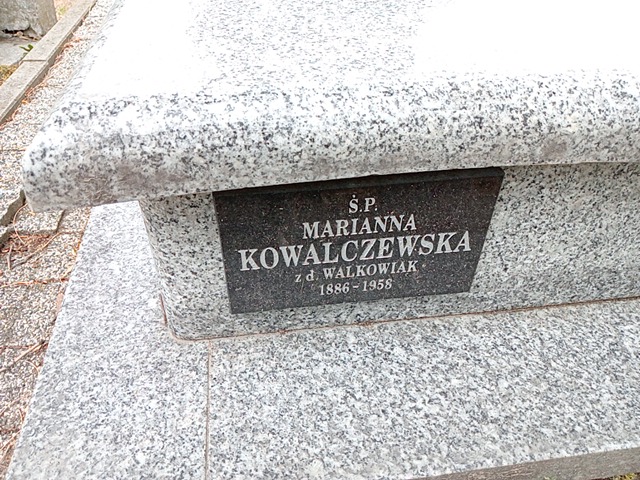 Ś.P.
MARIANNA
KOWALCZEWSKA
z d. WALKOWIAK
1886 - 1958